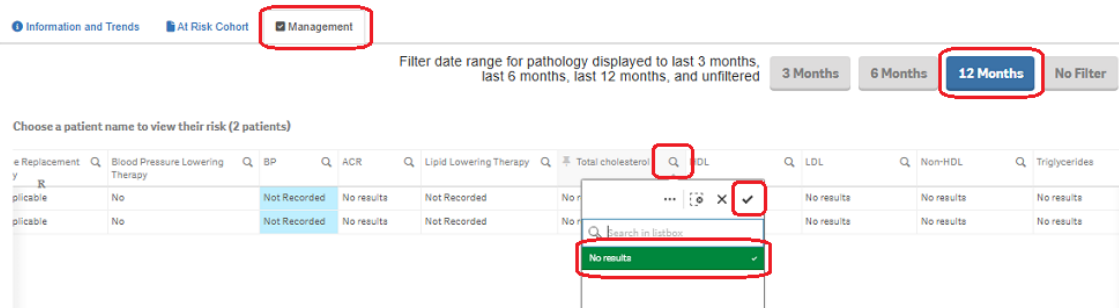 Information and Trends
At Risk Cohort
Management
Filter date range for pathology displayed to last 3 months,
last 6 months, last 12 months, and unfiltered
3 Months
6 Months
12 Months
No Filter
Choose a patient name to view their risk (2 patients)
e Replacement
y
Blood Pressure Lowering
Therapy
BP
ACR
Lipid Lowering Therapy
Total cholesterol
HDL
LDL
Non-HDL
Triglycerides
R
plicable
No
Not Recorded
No results
Not Recorded
No r
No results
No results
No results
plicable
No
Not Recorded
No results
Not Recorded
No r
No results
No results
No results
Search in listbox
No results